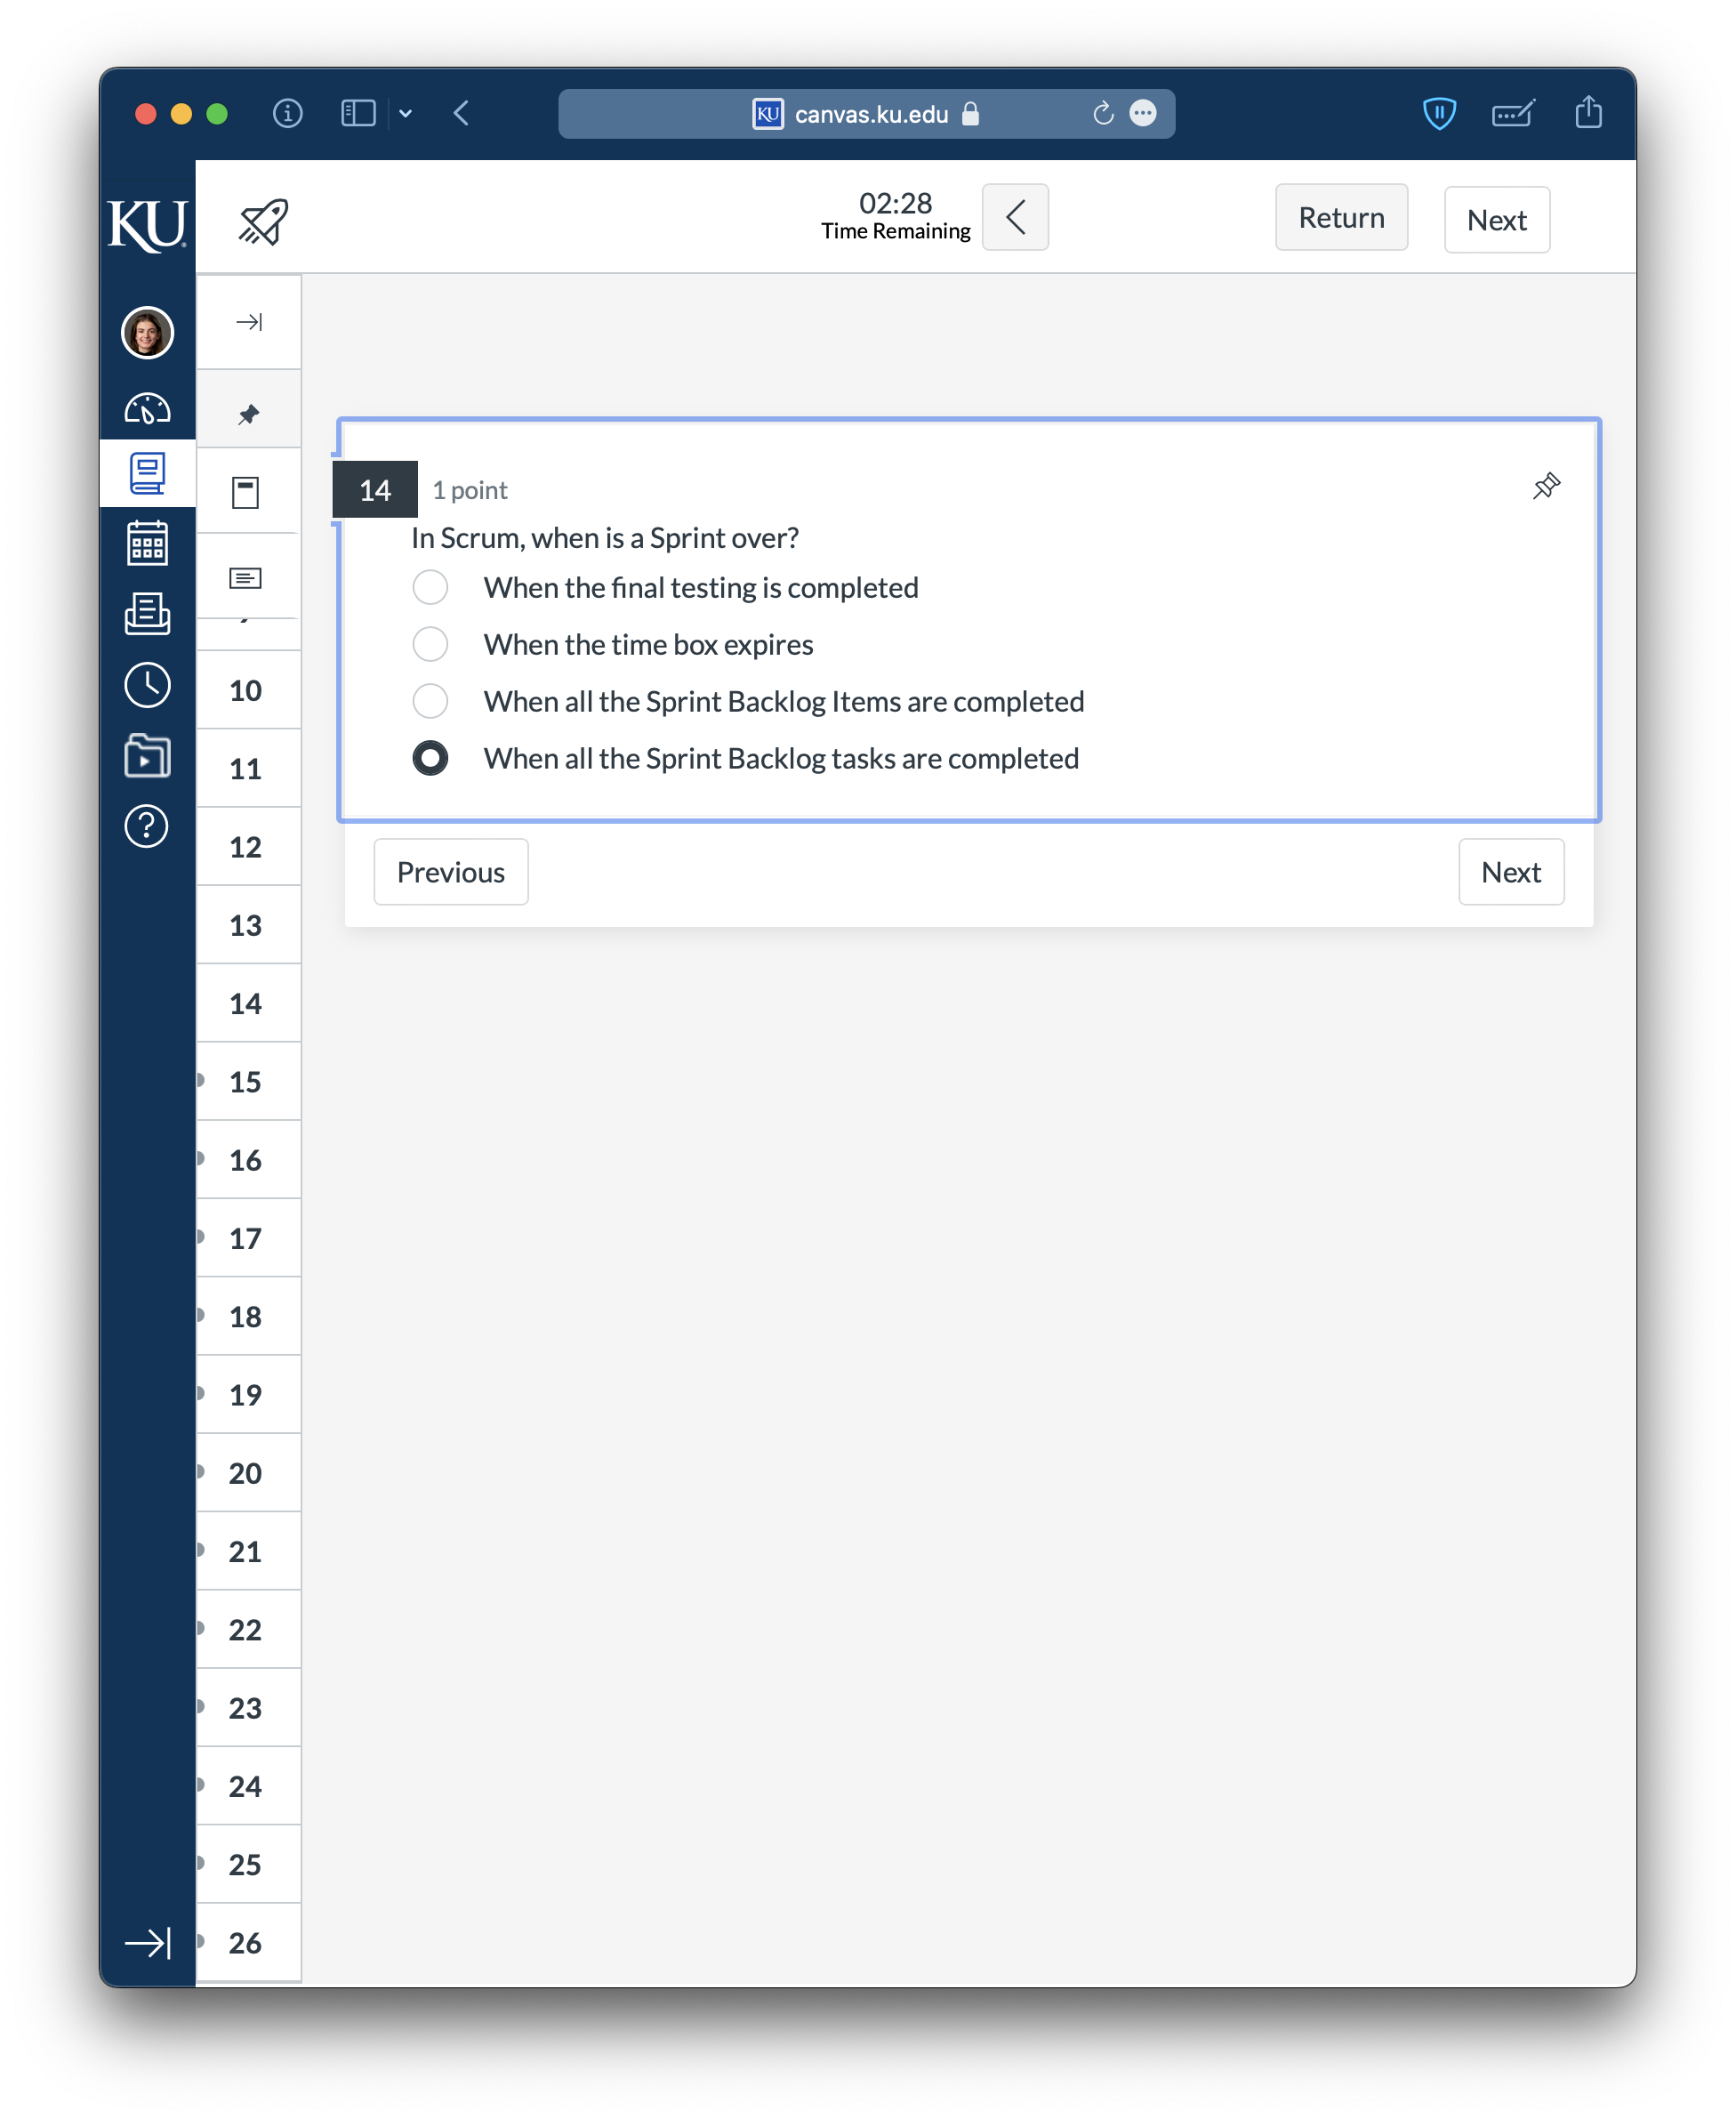 KU canvas.ku.edu
KU
02:28
Time Remaining
Return
Next
14
1 point
In Scrum, when is a Sprint over?
When the final testing is completed
When the time box expires
When all the Sprint Backlog Items are completed
When all the Sprint Backlog tasks are completed
Previous
Next
10
11
12
13
14
15
16
17
18
19
20
21
22
23
24
25
26